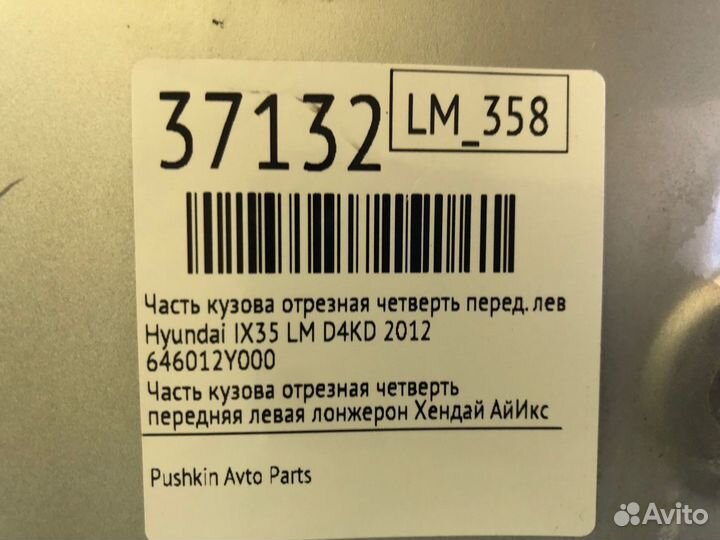 37132
LM_358
Часть кузова отрезная четверть перед. лев
Hyundai IX35 LM D4KD 2012
646012Y000
Часть кузова отрезная четверть
передняя левая лонжерон Хендай АйИкс
Pushkin Avto Parts
Avito